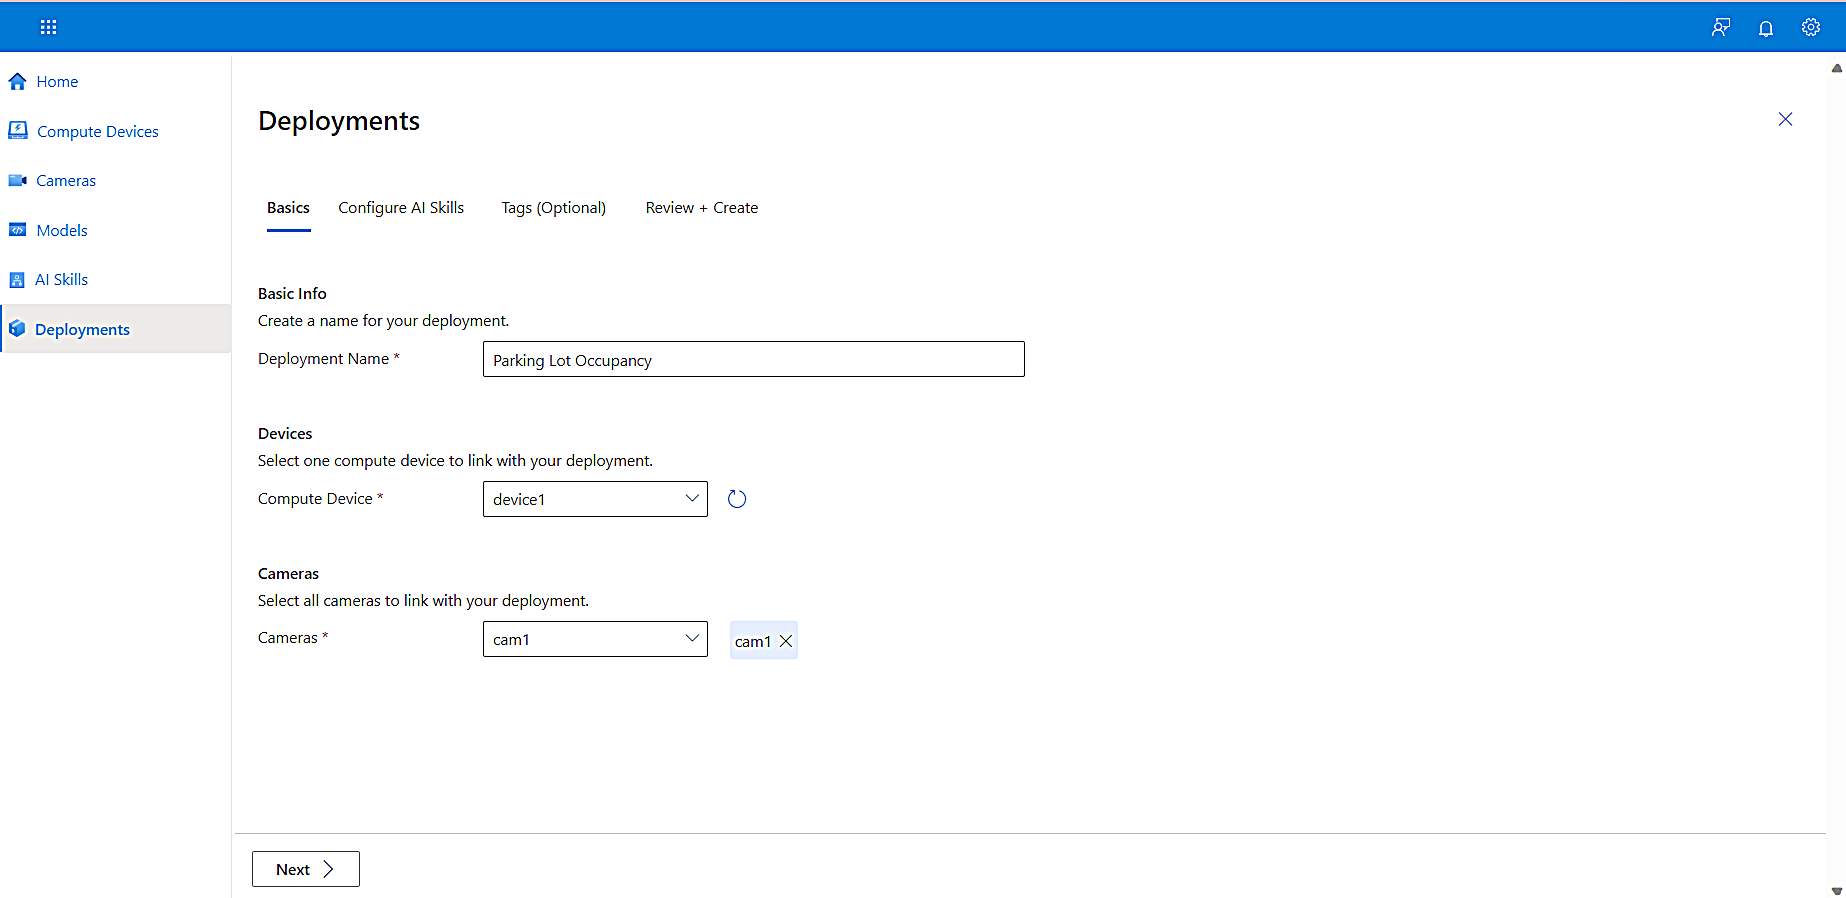 Home
Compute Devices
Cameras
Models
AI Skills
Deployments
Deployments
Basics Configure AI Skills Tags (Optional) Review + Create
Basic Info
Create a name for your deployment.
Deployment Name * Parking Lot Occupancy
Devices
Select one compute device to link with your deployment.
Compute Device * device1
Cameras
Select all cameras to link with your deployment.
Cameras * cam1 cam1
Next